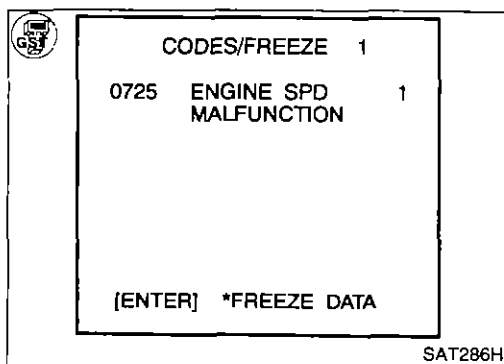 GST
CODES/FREEZE 1
0725 ENGINE SPD 1
MALFUNCTION
[ENTER] *FREEZE DATA
SAT286H